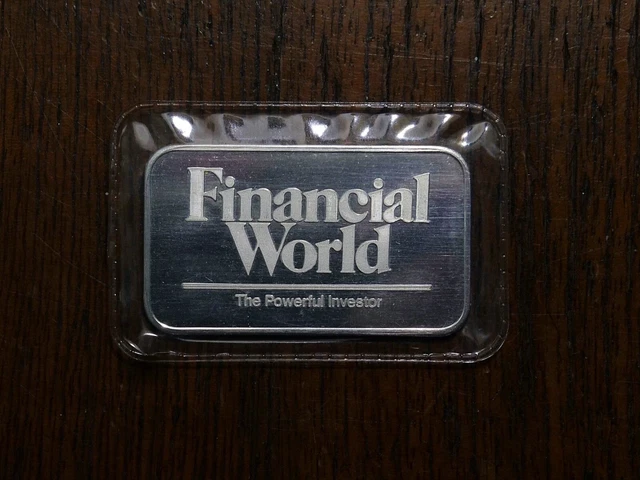 Financial
World
The Powerful Investor